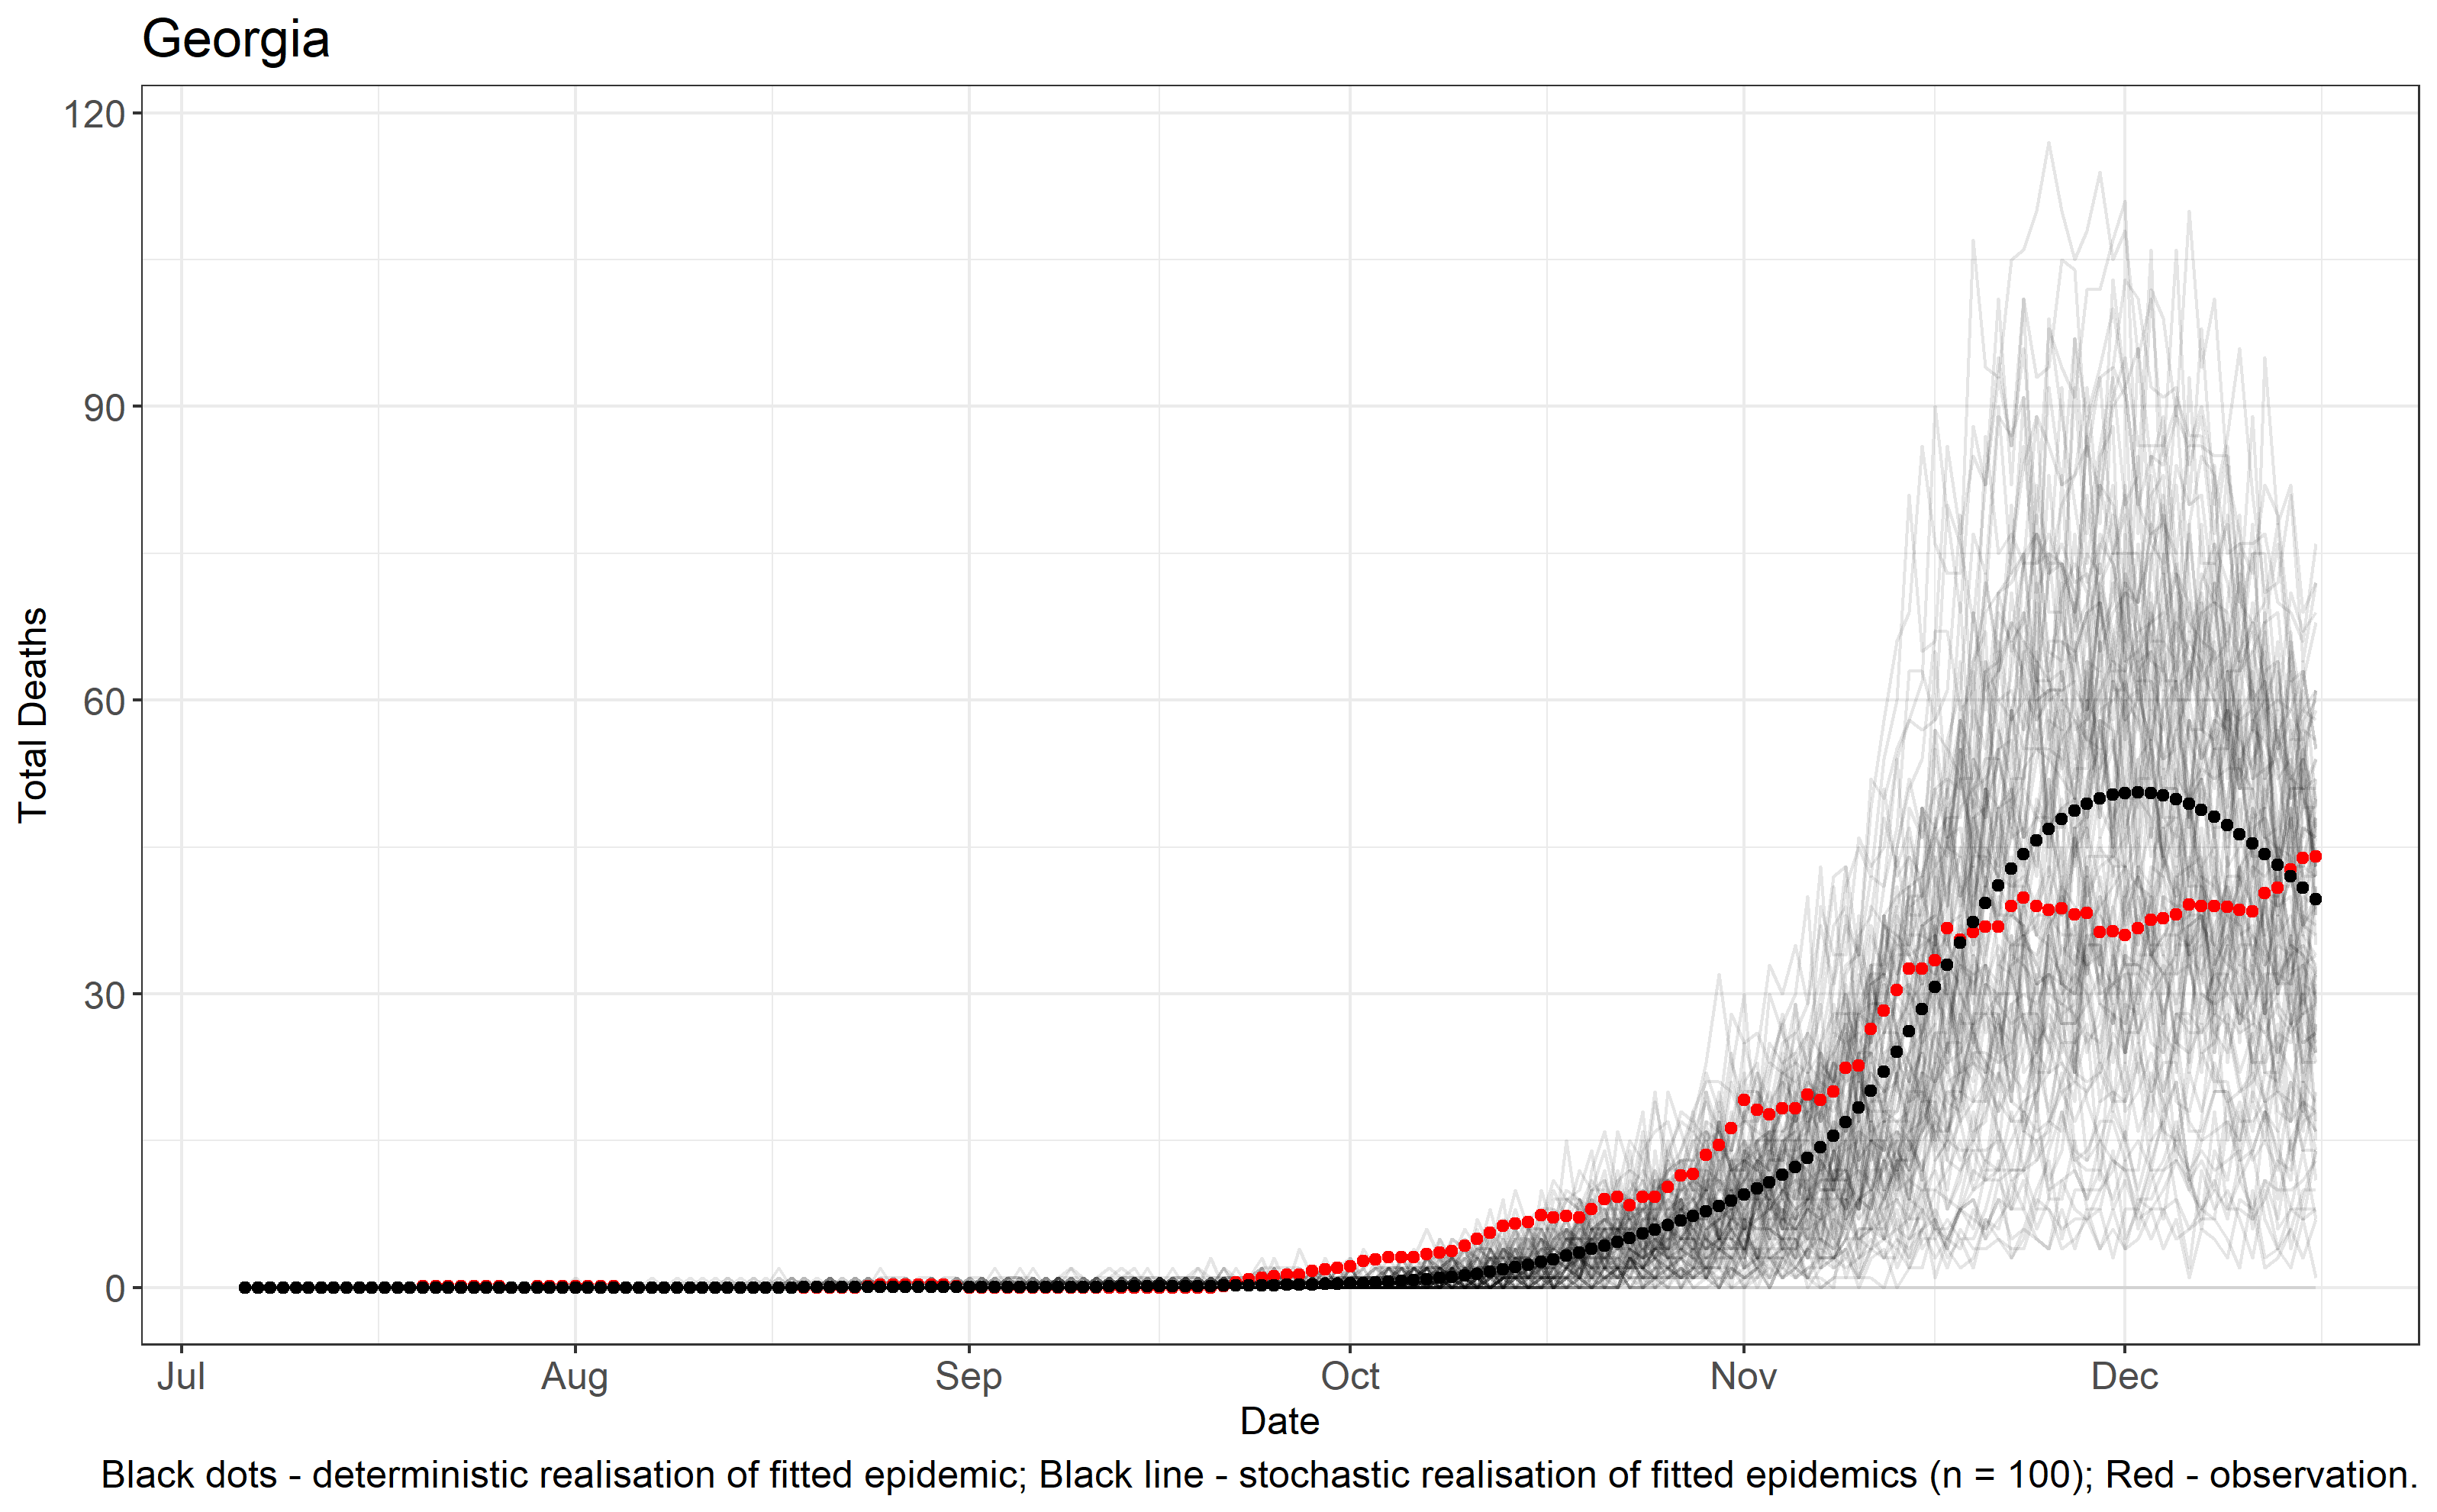 Georgia
120
90
60
30
0
Total Deaths
Jul Aug Sep Oct Nov Dec
Date
Black dots - deterministic realisation of fitted epidemic; Black line - stochastic realisation of fitted epidemics (n = 100); Red - observation.